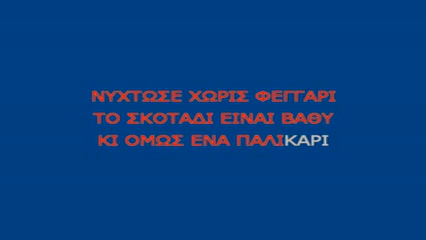 ΝΥΧΤΩΣΕ ΧΩΡΙΣ ΦΕΓΓΑΡΙ
ΤΟ ΣΚΟΤΑΔΙ ΕΙΝΑΙ ΒΑΘΥ
ΚΙ ΟΜΩΣ ΕΝΑ ΠΑΛΙΚΑΡΙ